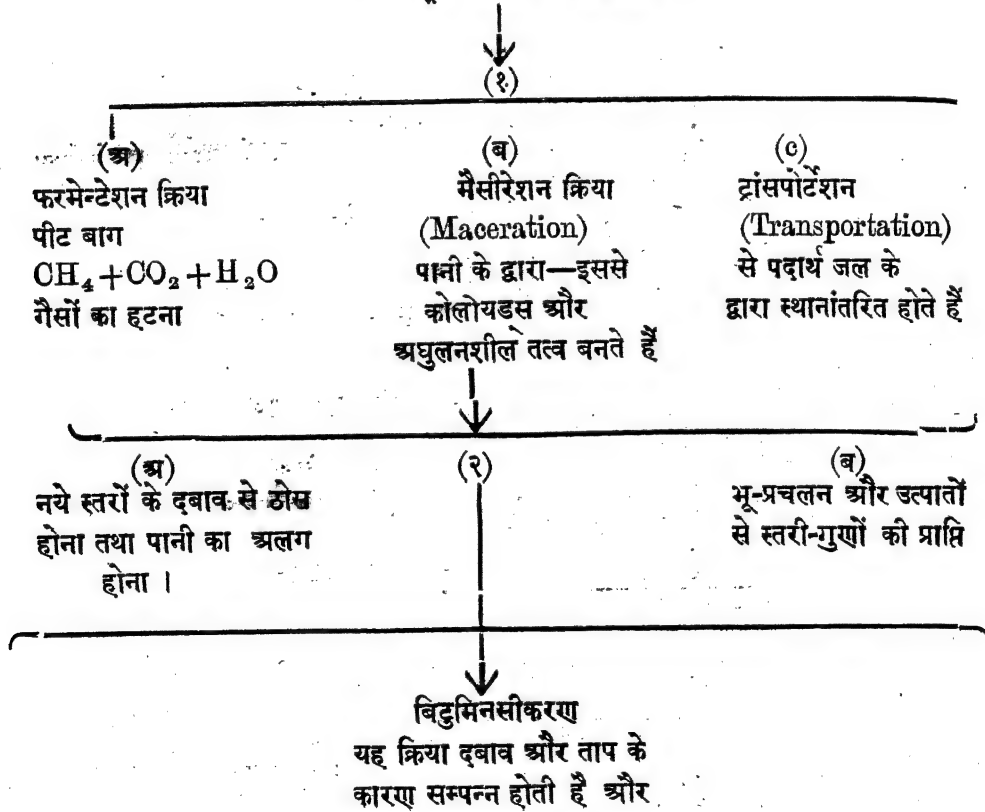 (१)
(अ)
फरमेन्टेशन क्रिया
पीट बाग
CH₄+CO₂+H₂O
गैसों का हटना
(ब)
मैसीरेशन क्रिया
(Maceration)
पानी के द्वारा—इससे
कोलोयडस और
अघुलनशील तत्व बनते हैं
(c)
ट्रांसपोर्टेशन
(Transportation)
से पदार्थ जल के
द्वारा स्थानांतरित होते हैं
(२)
(अ)
नये स्तरों के दबाव से ठोस
होना तथा पानी का अलग
होना ।
(ब)
भू-प्रचलन और उत्पातों
से स्तरी-गुणों की प्राप्ति
बिटुमिनसीकरण
यह क्रिया दबाव और ताप के
कारण सम्पन्न होती है और